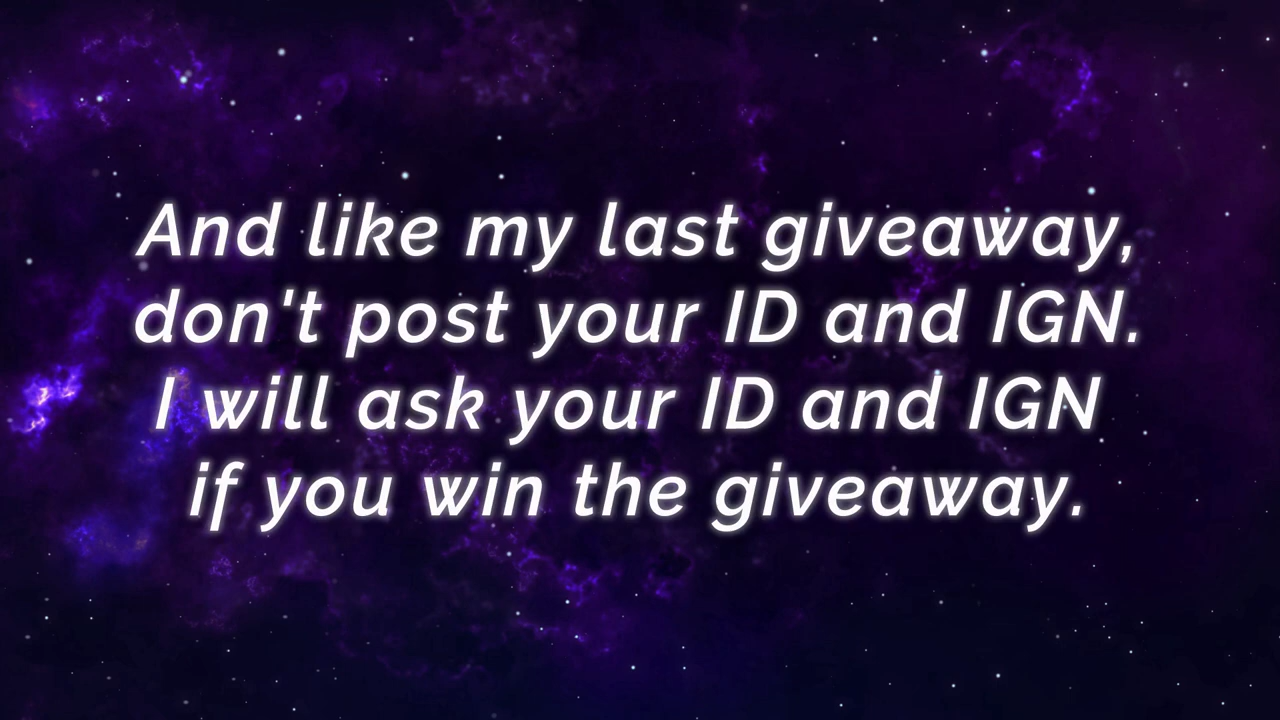 And like my last giveaway,
don't post your ID and IGN.
I will ask your ID and IGN
if you win the giveaway.